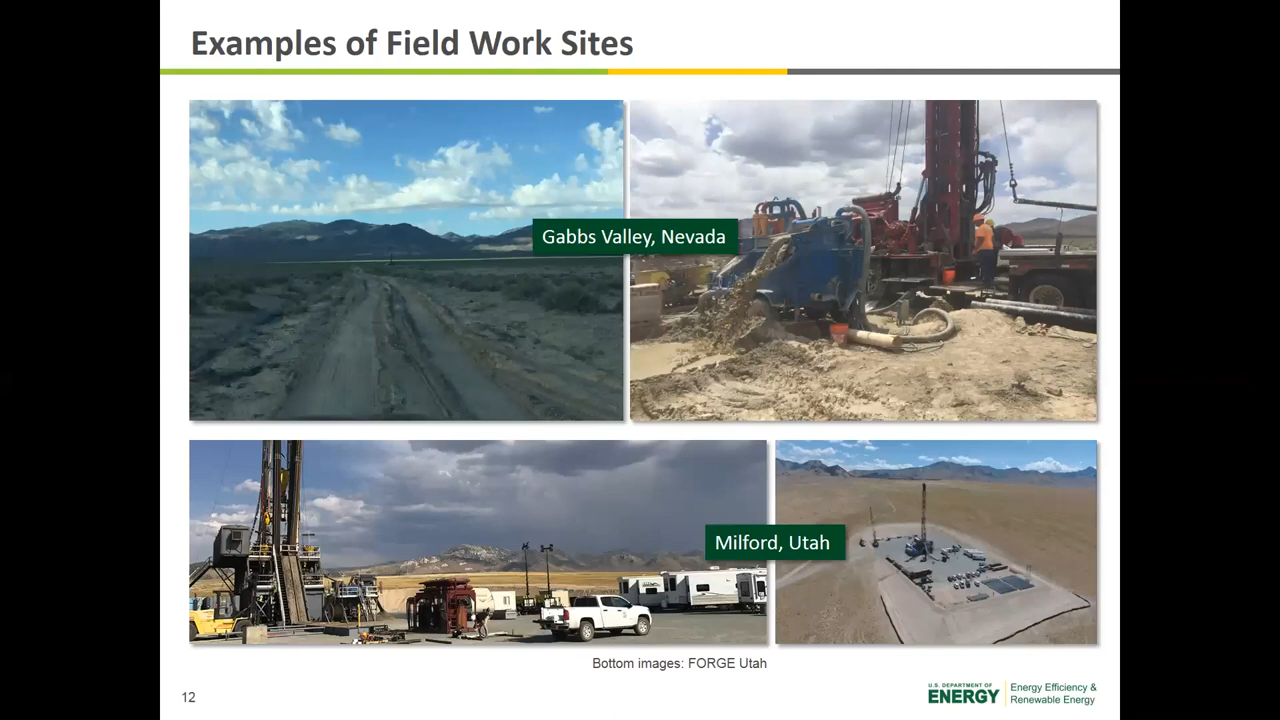 Examples of Field Work Sites
Gabbs Valley, Nevada
Milford, Utah
Bottom images: FORGE Utah
12
U.S. DEPARTMENT OF
ENERGY
Energy Efficiency &
Renewable Energy